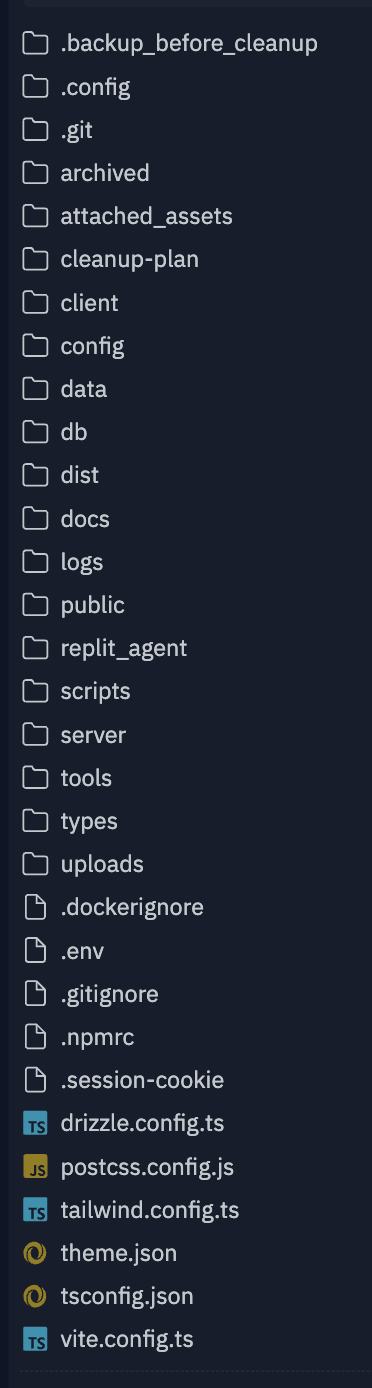 .backup_before_cleanup
.config
.git
archived
attached_assets
cleanup-plan
client
config
data
db
dist
docs
logs
public
replit_agent
scripts
server
tools
types
uploads
.dockerignore
.env
.gitignore
.npmrc
.session-cookie
TS drizzle.config.ts
JS postcss.config.js
TS tailwind.config.ts
theme.json
tsconfig.json
TS vite.config.ts